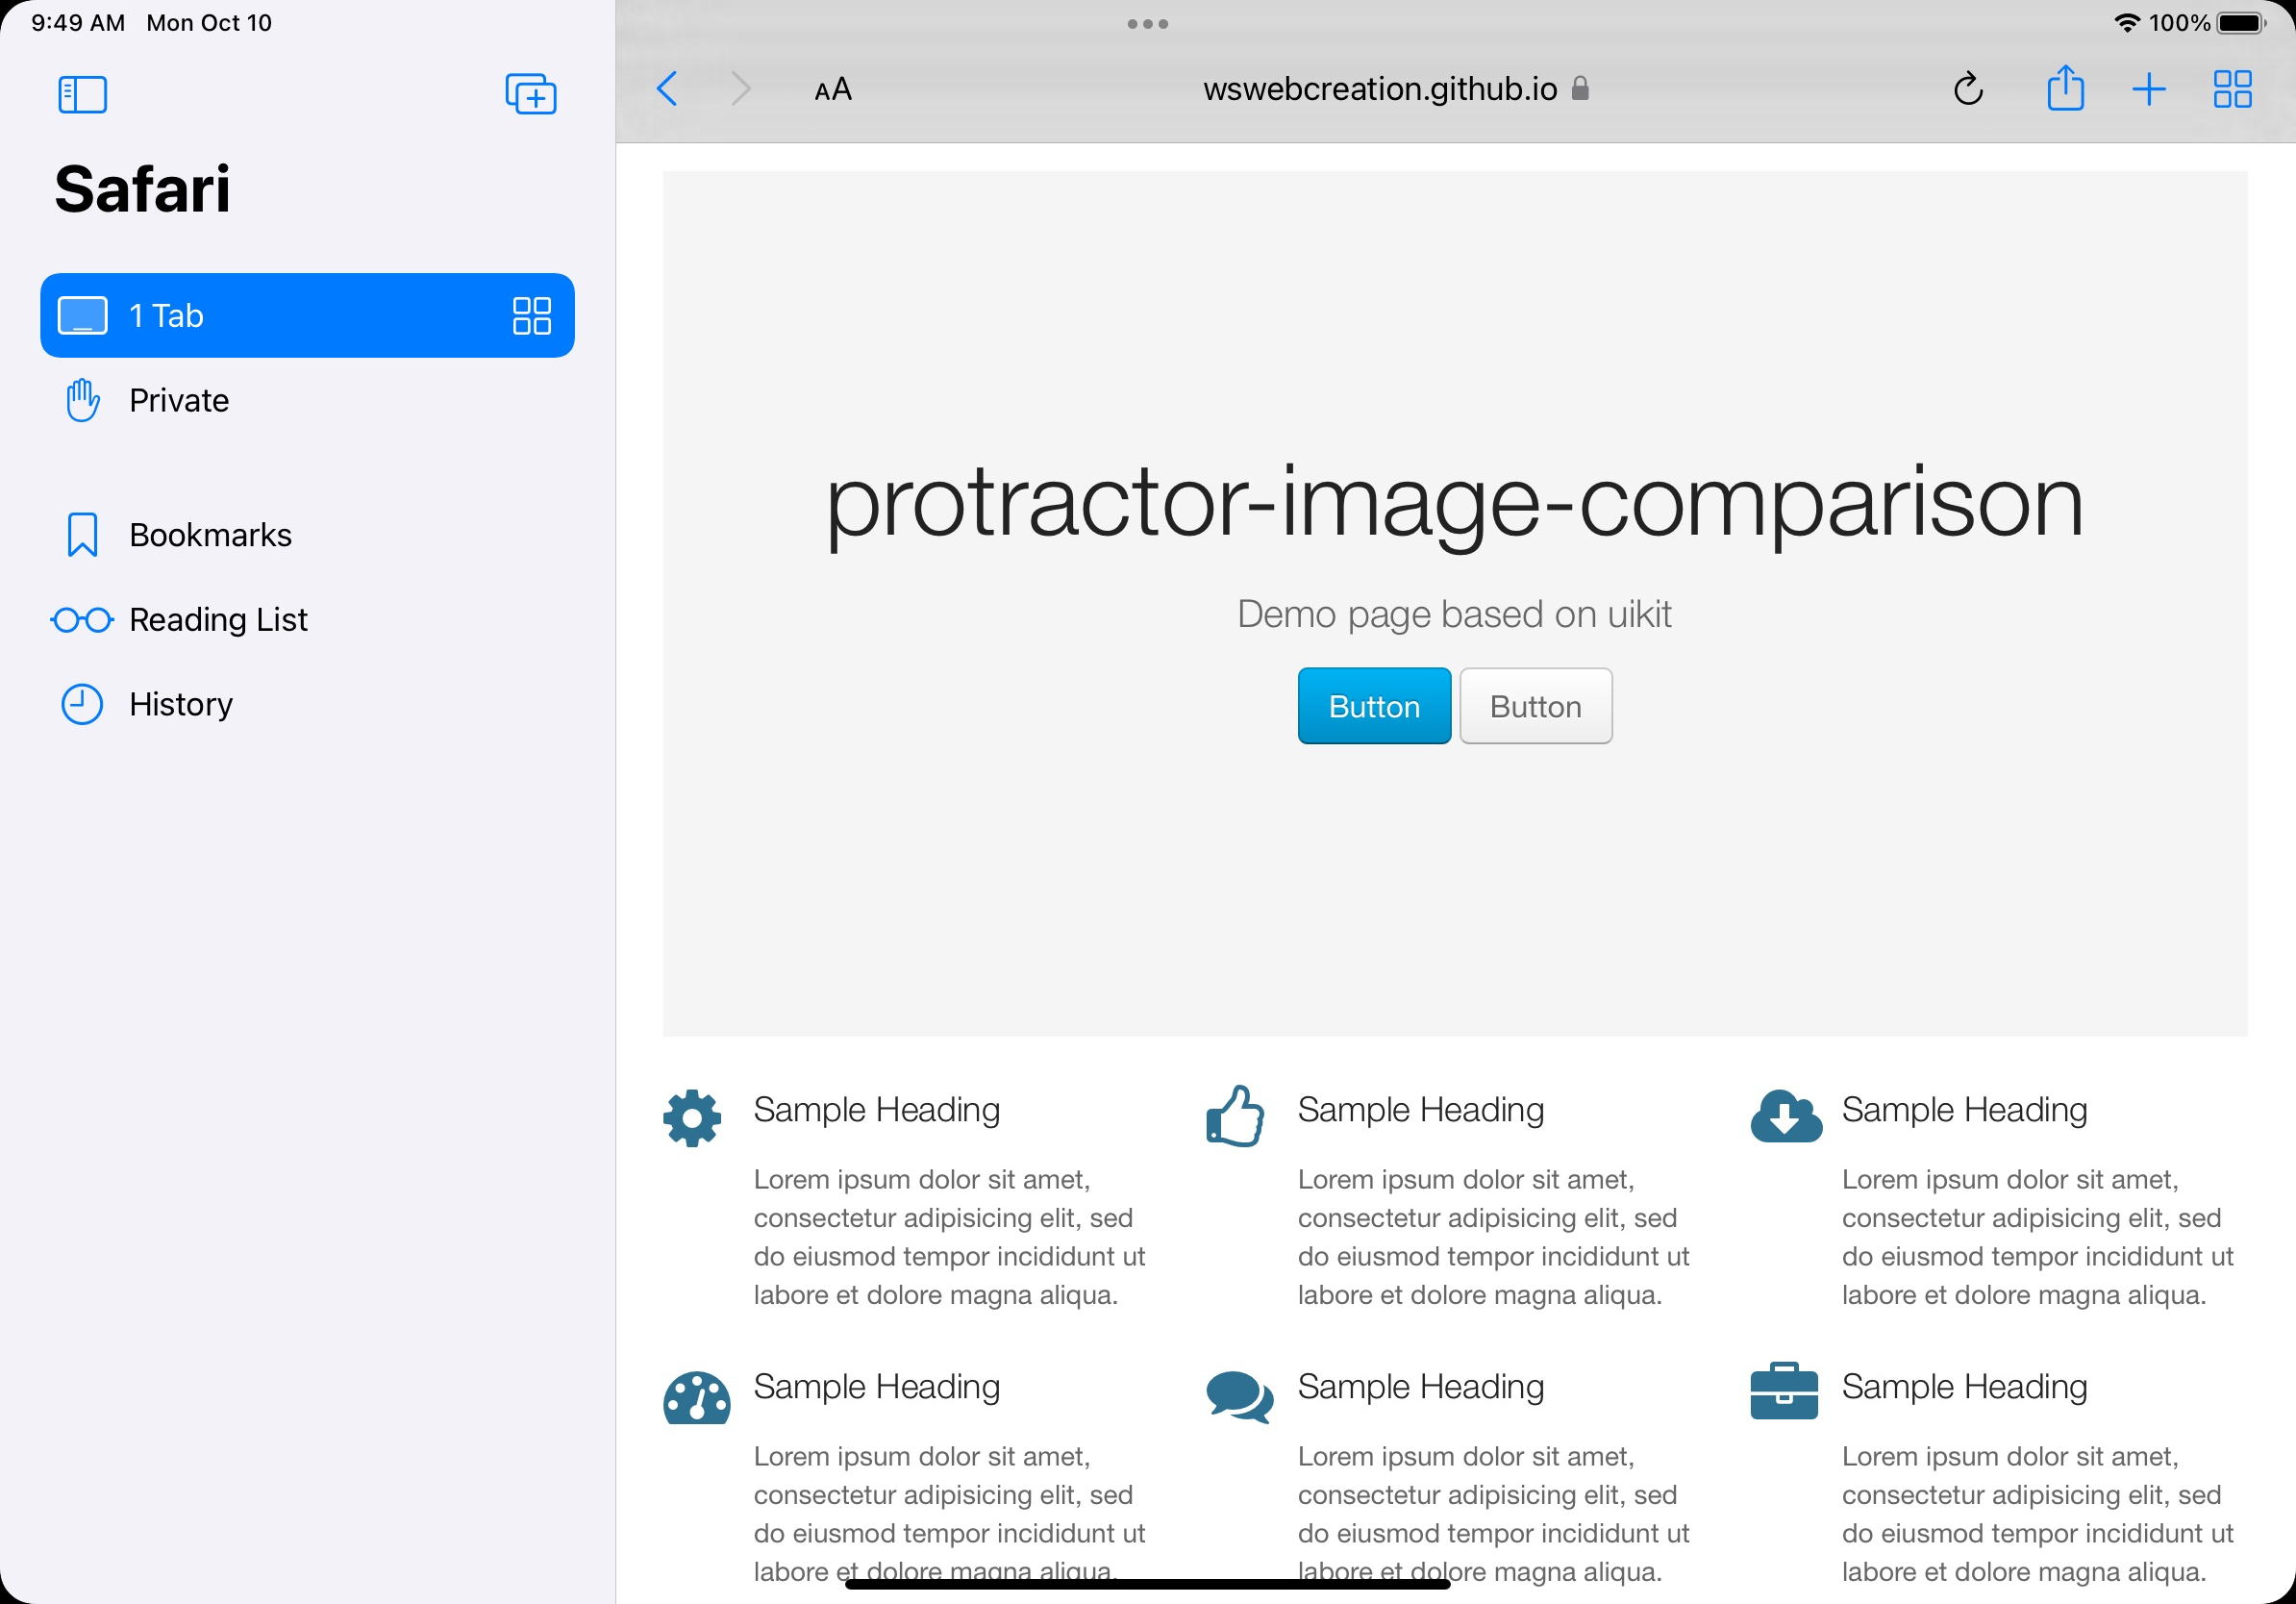 9:49 AM Mon Oct 10
100%
Safari
1 Tab
Private
Bookmarks
Reading List
History
AA
wswebcreation.github.io
protractor-image-comparison
Demo page based on uikit
Button
Button
Sample Heading
Lorem ipsum dolor sit amet,
consectetur adipisicing elit, sed
do eiusmod tempor incididunt ut
labore et dolore magna aliqua.
Sample Heading
Lorem ipsum dolor sit amet,
consectetur adipisicing elit, sed
do eiusmod tempor incididunt ut
labore et dolore magna aliqua.
Sample Heading
Lorem ipsum dolor sit amet,
consectetur adipisicing elit, sed
do eiusmod tempor incididunt ut
labore et dolore magna aliqua.
Sample Heading
Lorem ipsum dolor sit amet,
consectetur adipisicing elit, sed
do eiusmod tempor incididunt ut
labore et dolore magna aliqua.
Sample Heading
Lorem ipsum dolor sit amet,
consectetur adipisicing elit, sed
do eiusmod tempor incididunt ut
labore et dolore magna aliqua.
Sample Heading
Lorem ipsum dolor sit amet,
consectetur adipisicing elit, sed
do eiusmod tempor incididunt ut
labore et dolore magna aliqua.